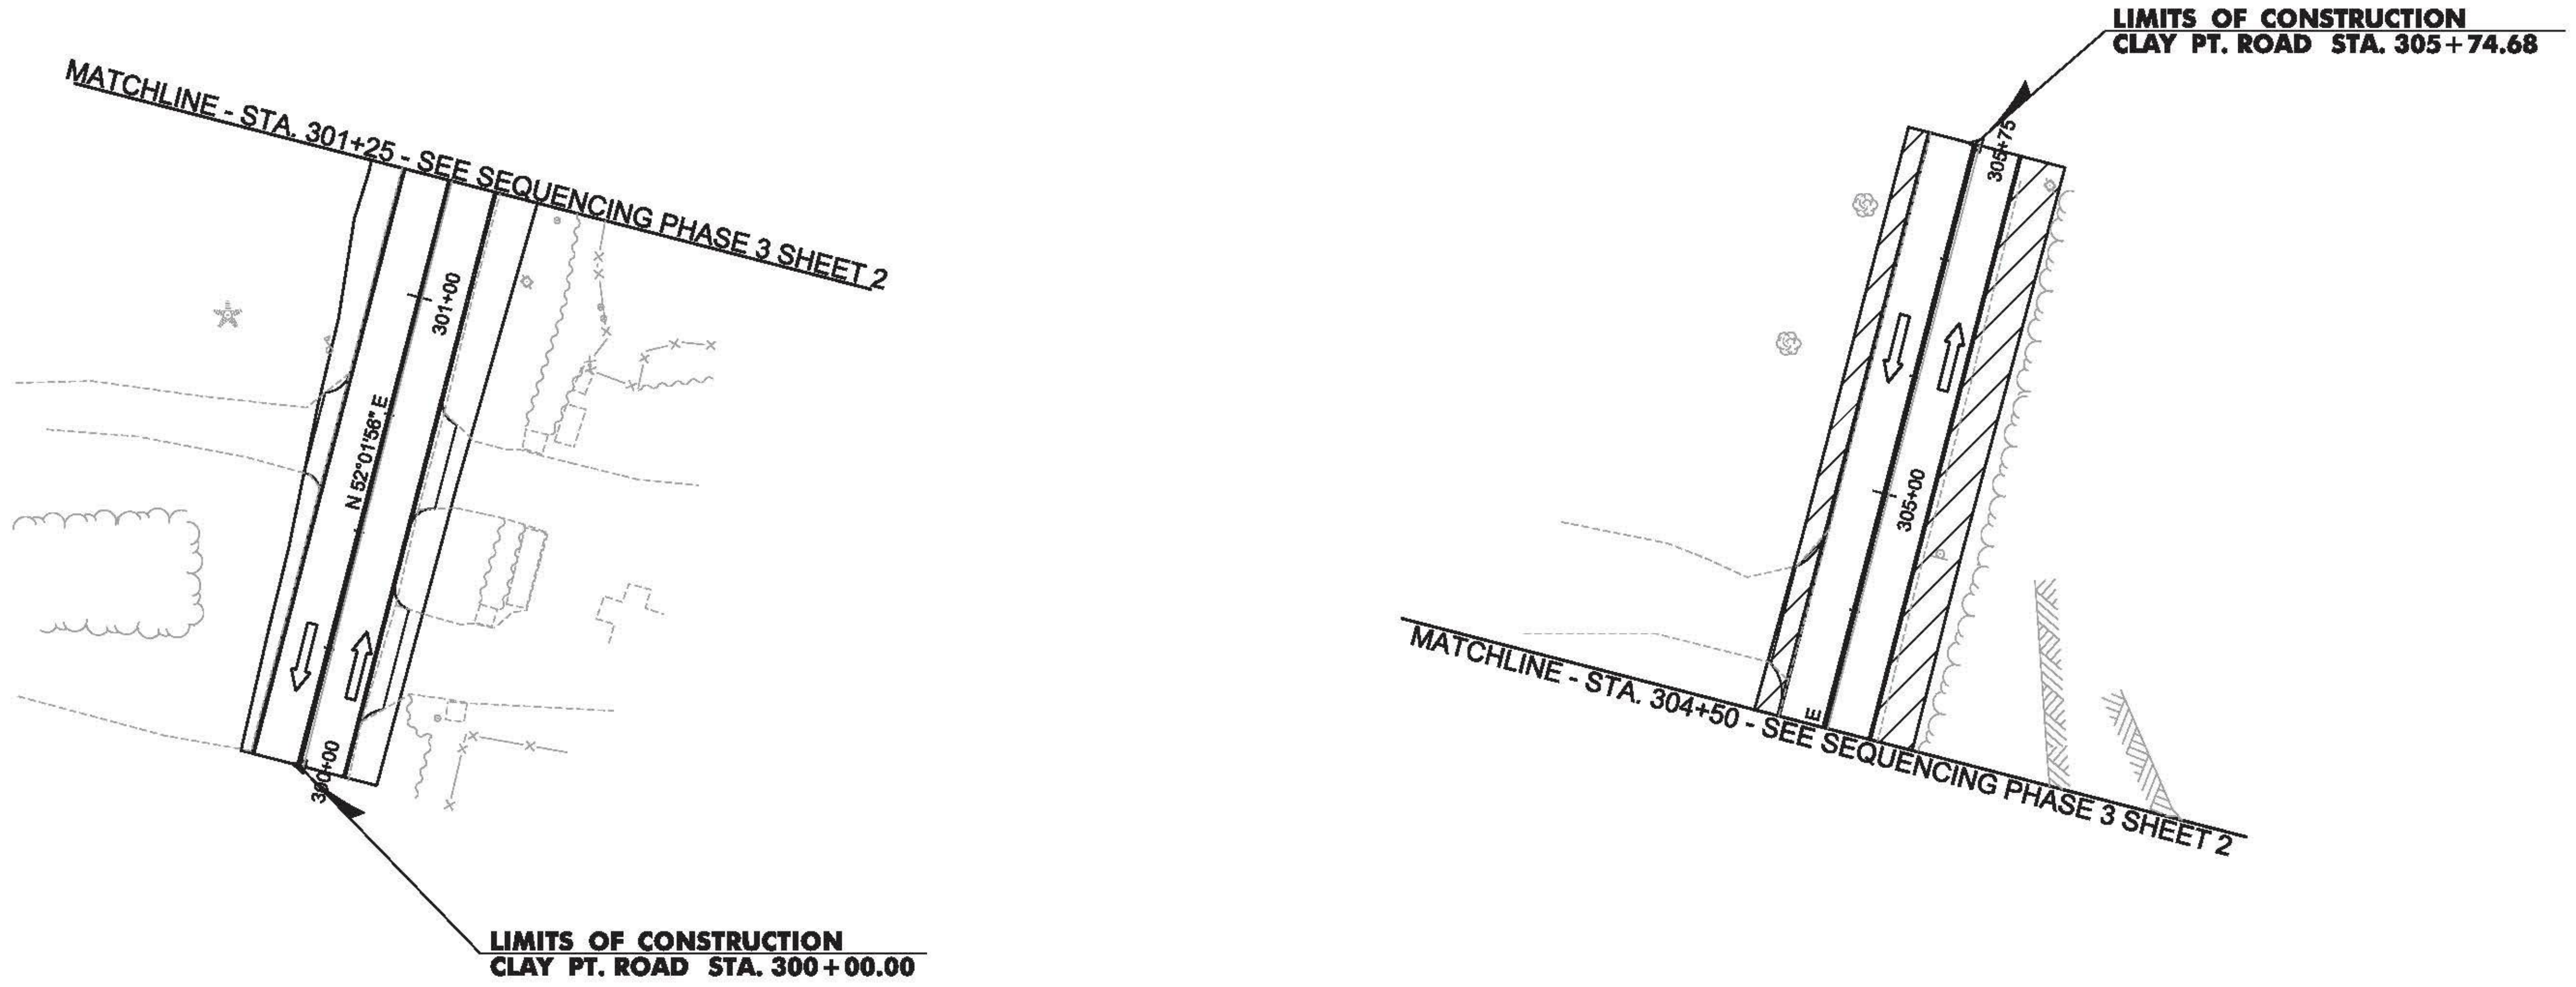 MATCHLINE - STA. 301+25 - SEE SEQUENCING PHASE 3 SHEET 2
301+00
N 52°01'58" E
300+00
LIMITS OF CONSTRUCTION
CLAY PT. ROAD STA. 300+00.00
LIMITS OF CONSTRUCTION
CLAY PT. ROAD STA. 305+74.68
305+75
305+00
E
MATCHLINE - STA. 304+50 - SEE SEQUENCING PHASE 3 SHEET 2